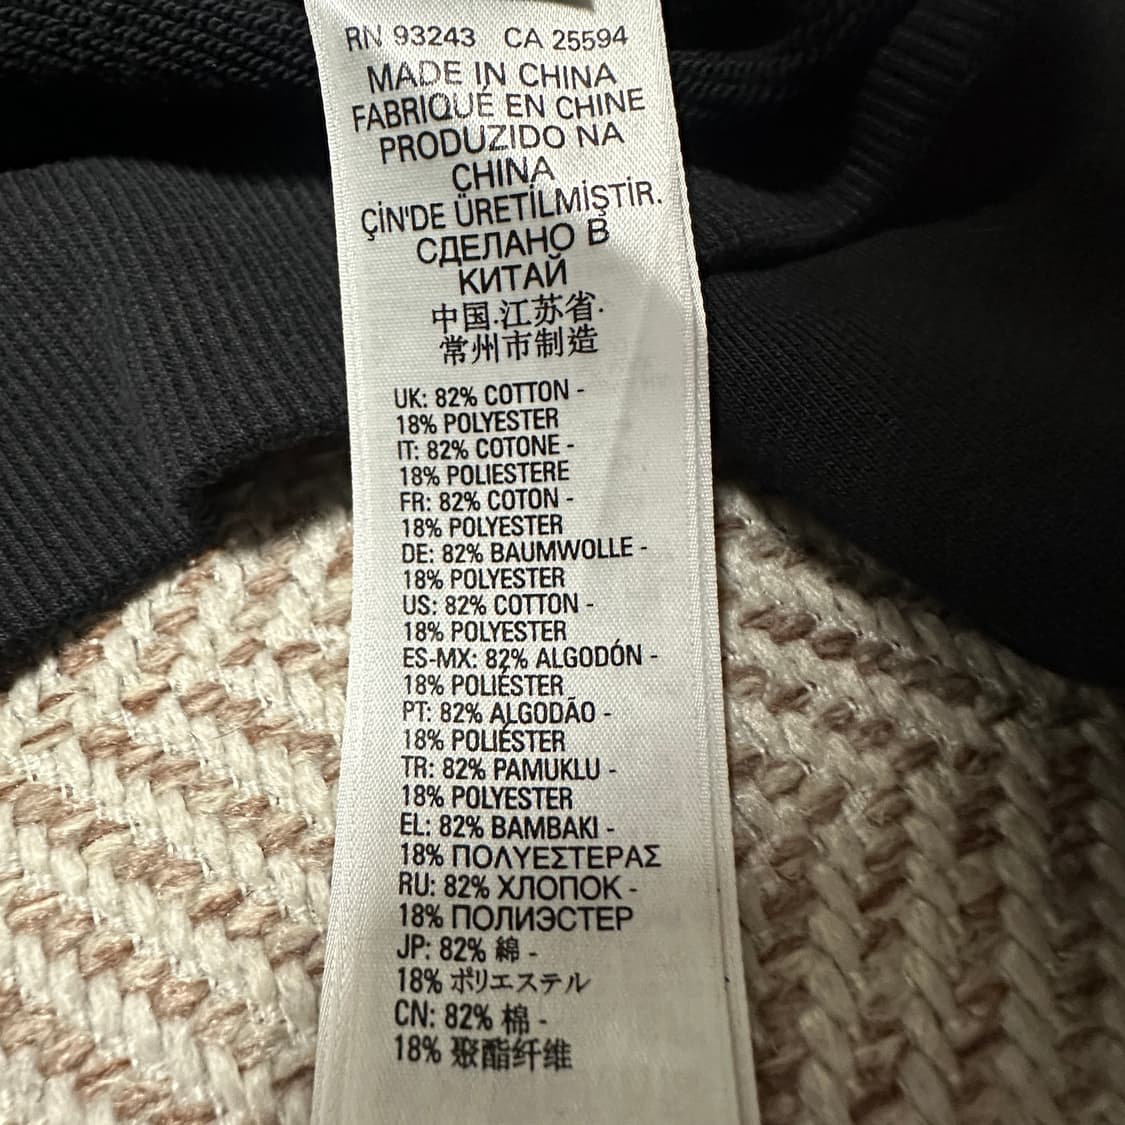 RN 93243 CA 25594
MADE IN CHINA
FABRIQUÉ EN CHINE
PRODUZIDO NA
CHINA
ÇİN'DE ÜRETİLMİŞTİR.
СДЕЛАНО В
КИТАЙ
中国.江苏省.
常州市制造
UK: 82% COTTON -
18% POLYESTER
IT: 82% COTONE -
18% POLIESTERE
FR: 82% COTON -
18% POLYESTER
DE: 82% BAUMWOLLE -
18% POLYESTER
US: 82% COTTON -
18% POLYESTER
ES-MX: 82% ALGODÓN -
18% POLIÉSTER
PT: 82% ALGODÃO -
18% POLIÉSTER
TR: 82% PAMUKLU -
18% POLYESTER
EL: 82% ΒΑΜΒΑΚΙ -
18% ΠΟΛΥΕΣΤΕΡΑΣ
RU: 82% ХЛОПОК -
18% ПОЛИЭСТЕР
JP: 82% 綿 -
18% ポリエステル
CN: 82% 棉 -
18% 聚酯纤维